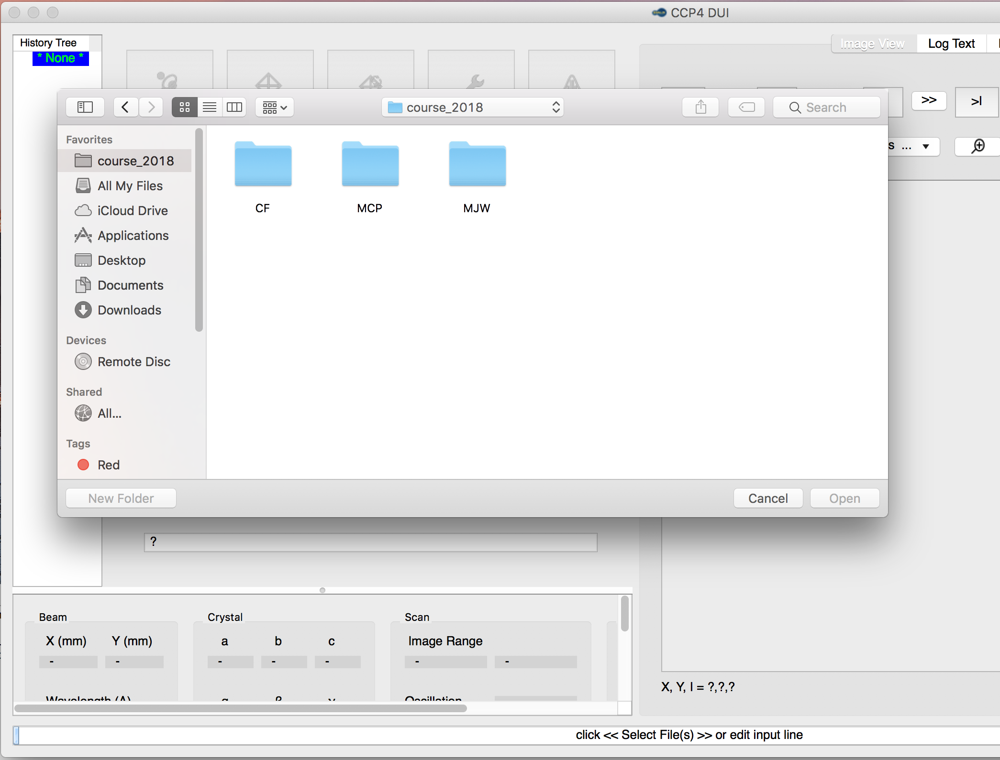 CCP4 DUI
History Tree
* None *
Image View
Log Text
course_2018
Search
>>
>I
s ...
Favorites
course_2018
All My Files
iCloud Drive
Applications
Desktop
Documents
Downloads
Devices
Remote Disc
Shared
All...
Tags
Red
CF
MCP
MJW
New Folder
Cancel
Open
?
Beam
X (mm) Y (mm)
- -
Wavelength (A)
Crystal
a b c
- - -
α β γ
Scan
Image Range
- -
Oscillation
X, Y, I = ?,?,?
click << Select File(s) >> or edit input line